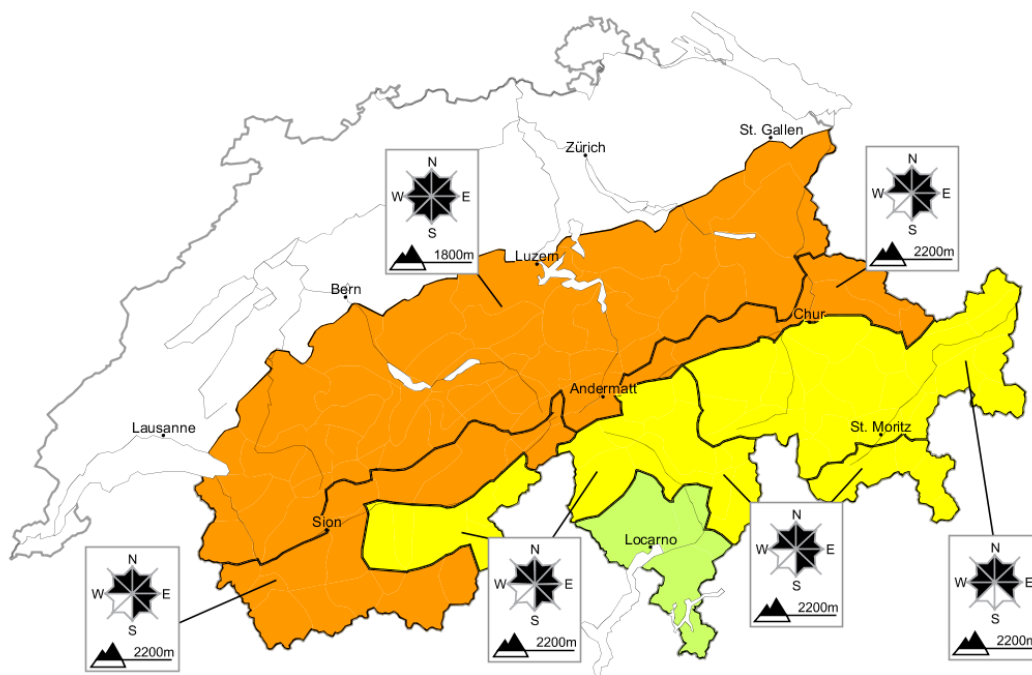 St. Gallen
Zürich
N
W
E
S
1800m
N
W
E
S
2200m
Luzern
Bern
Chur
Andermatt
Lausanne
St. Moritz
Sion
Locarno
N
W
E
S
2200m
N
W
E
S
2200m
N
W
E
S
2200m
N
W
E
S
2200m